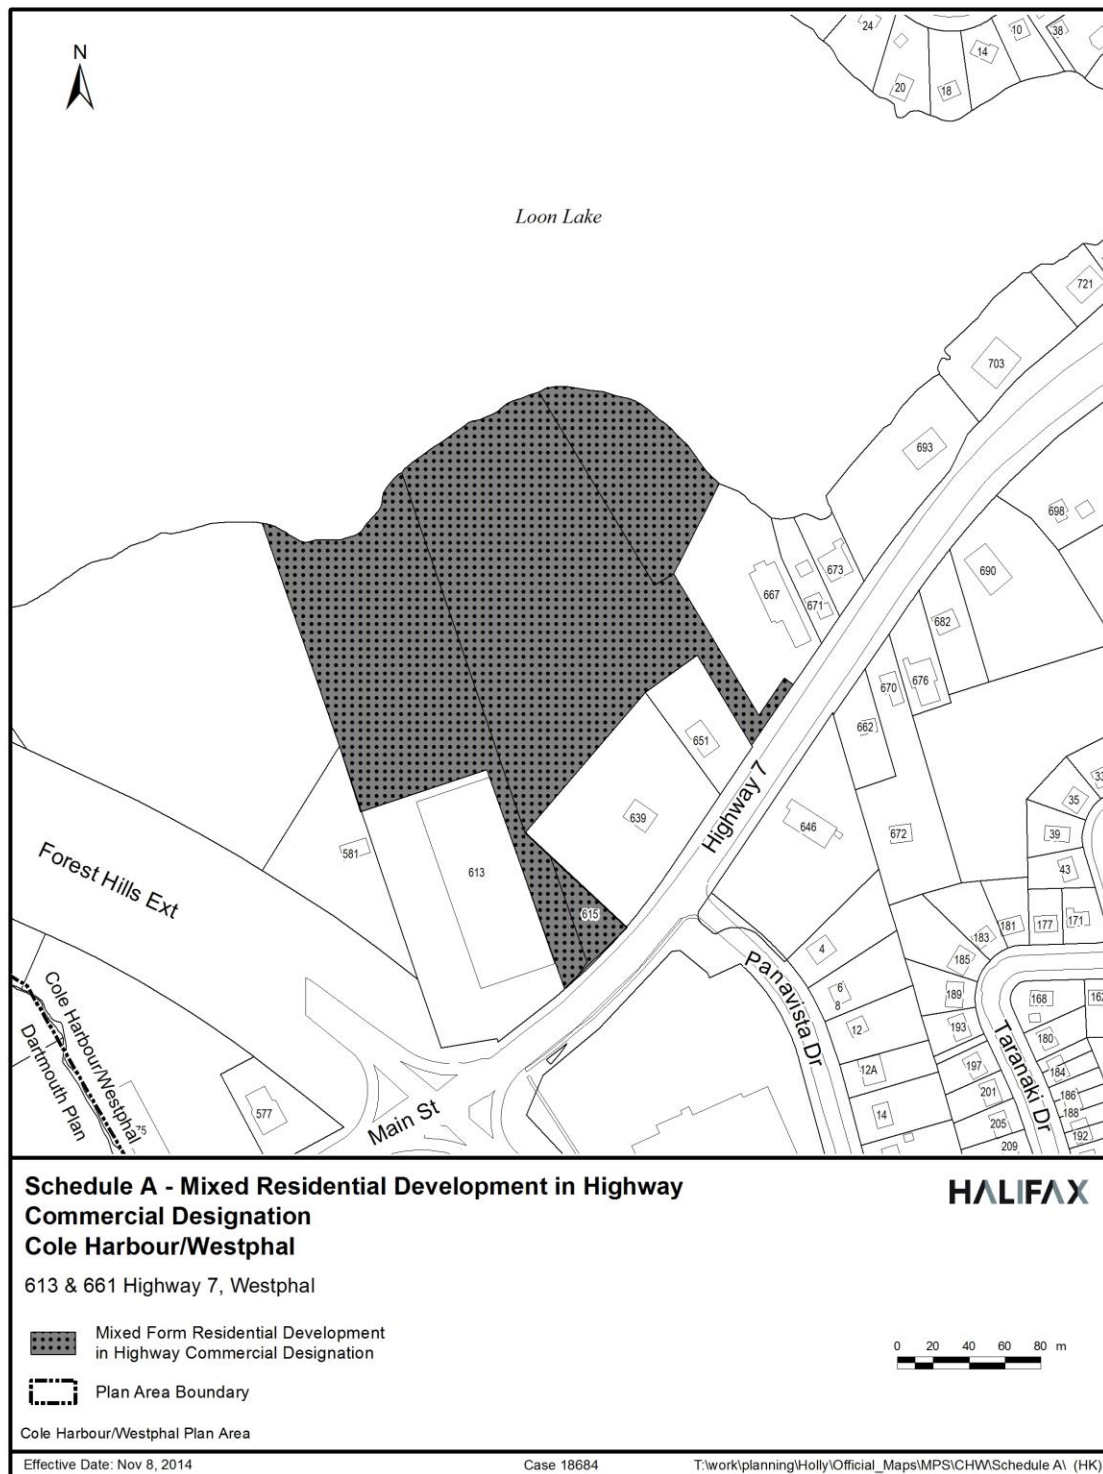 N
24
10
38
14
20
18
Loon Lake
721
703
693
698
690
673
667
671
682
676
670
662
651
Highway 7
646
672
639
33
35
39
43
581
613
615
Forest Hills Ext
183
181
177
171
4
185
Panavista Dr
6
8
189
168
162
12
193
180
Taranaki Dr
12A
197
184
201
186
14
188
205
192
209
Cole Harbour/Westphal
Dartmouth Plan
75
577
Main St
Schedule A - Mixed Residential Development in Highway
Commercial Designation
Cole Harbour/Westphal
HALIFAX
613 & 661 Highway 7, Westphal
Mixed Form Residential Development
in Highway Commercial Designation
0 20 40 60 80 m
Plan Area Boundary
Cole Harbour/Westphal Plan Area
Effective Date: Nov 8, 2014
Case 18684
T:\work\planning\Holly\Official_Maps\MPS\CHW\Schedule A\ (HK)